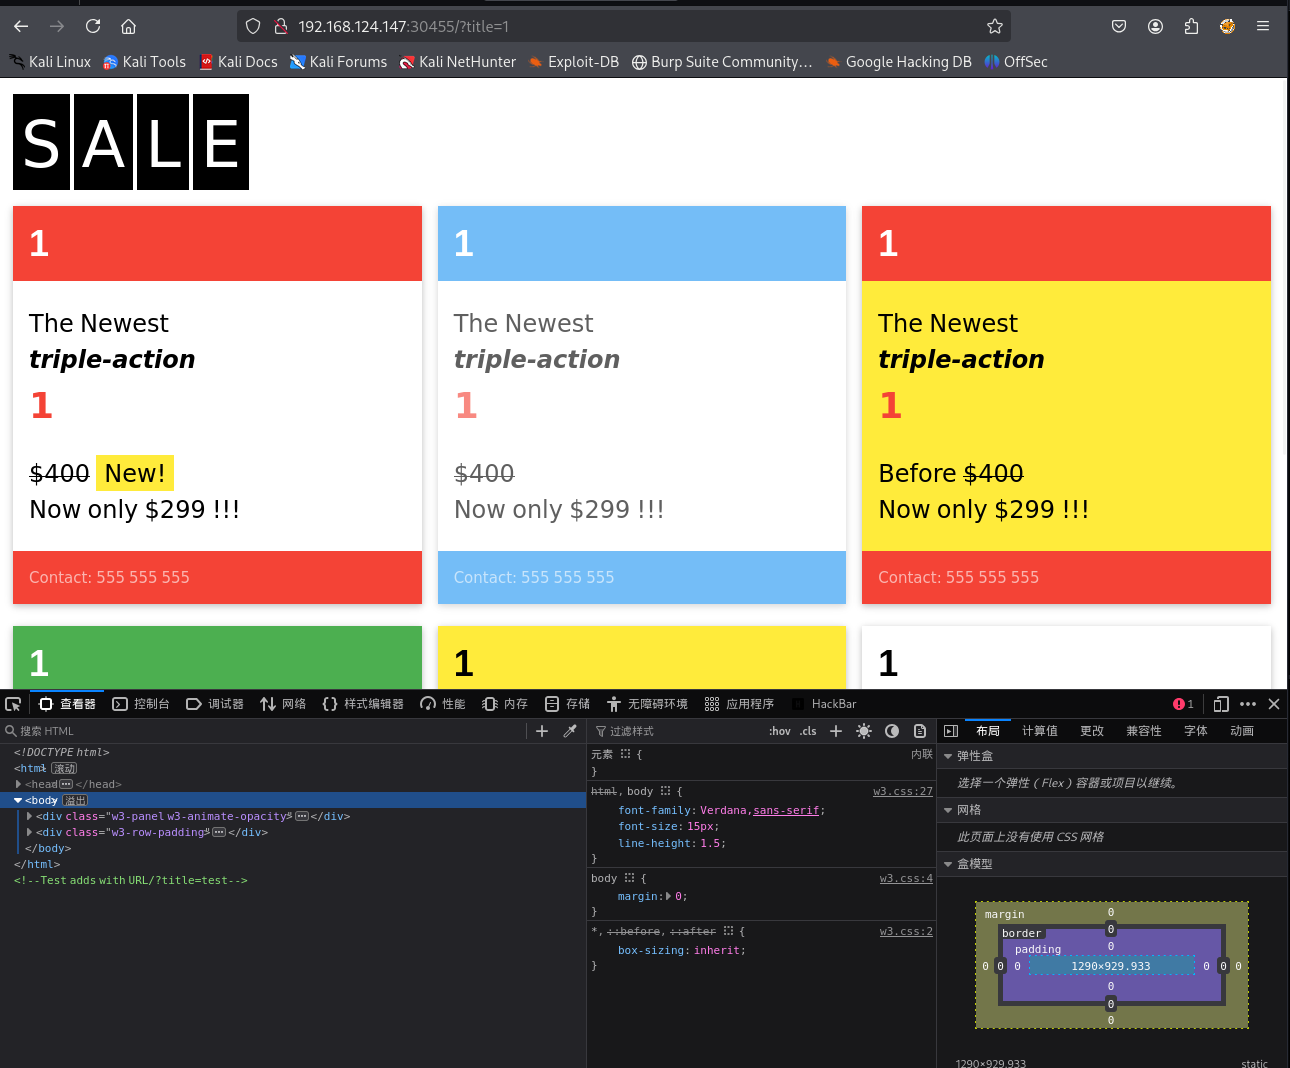 192.168.124.147:30455/?title=1
Kali Linux Kali Tools Kali Docs Kali Forums Kali NetHunter Exploit-DB Burp Suite Community… Google Hacking DB OffSec
S A L E
1 1 1
The Newest The Newest The Newest
triple-action triple-action triple-action
1 1 1
$400 New! $400 Before $400
Now only $299 !!! Now only $299 !!! Now only $299 !!!
Contact: 555 555 555 Contact: 555 555 555 Contact: 555 555 555
1 1 1
查看器 控制台 调试器 网络 {} 样式编辑器 性能 内存 存储 无障碍环境 应用程序 HackBar 1
搜索 HTML
<!DOCTYPE html>
<html> 滚动
<head> </head>
<body> 溢出
<div class="w3-panel w3-animate-opacity"> </div>
<div class="w3-row-padding"> </div>
</body>
</html>
<!--Test adds with URL/?title=test-->
过滤样式 :hov .cls
元素 { 内联
}
html, body { w3.css:27
font-family: Verdana,sans-serif;
font-size: 15px;
line-height: 1.5;
}
body { w3.css:4
margin: 0;
}
*, ::before, ::after { w3.css:2
box-sizing: inherit;
}
布局 计算值 更改 兼容性 字体 动画
弹性盒
选择一个弹性（Flex）容器或项目以继续。
网格
此页面上没有使用 CSS 网格
盒模型
margin 0
border 0
padding 0
0 0 0 1290×929.933 0 0 0
0
0
0
1290×929.933 static